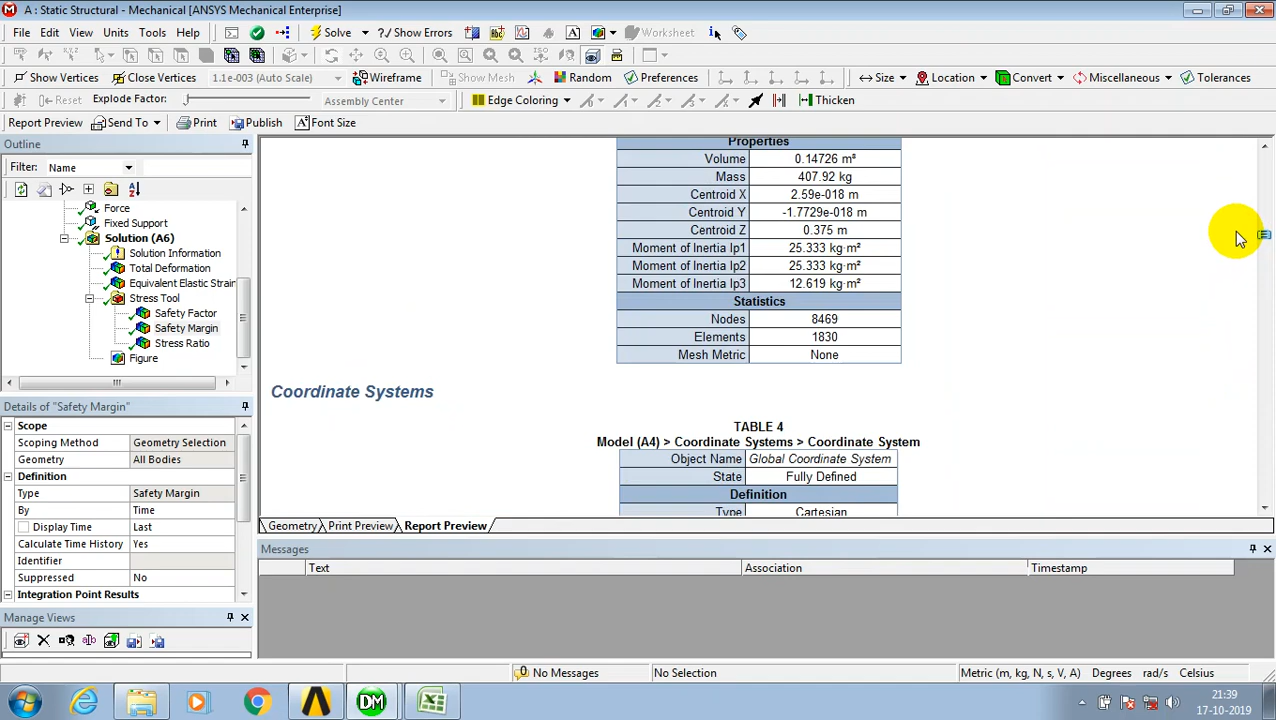 A : Static Structural - Mechanical [ANSYS Mechanical Enterprise]
File Edit View Units Tools Help Solve ?/ Show Errors Worksheet
Show Vertices Close Vertices 1.1e-003 (Auto Scale) Wireframe Show Mesh Random Preferences Size Location Convert Miscellaneous Tolerances
Reset Explode Factor: Assembly Center Edge Coloring Thicken
Report Preview Send To Print Publish Font Size
Outline
Filter: Name
Force
Fixed Support
Solution (A6)
Solution Information
Total Deformation
Equivalent Elastic Strain
Stress Tool
Safety Factor
Safety Margin
Stress Ratio
Figure
Details of "Safety Margin"
Scope
Scoping Method Geometry Selection
Geometry All Bodies
Definition
Type Safety Margin
By Time
Display Time Last
Calculate Time History Yes
Identifier
Suppressed No
Integration Point Results
Manage Views
Properties
Volume 0.14726 m³
Mass 407.92 kg
Centroid X 2.59e-018 m
Centroid Y -1.7729e-018 m
Centroid Z 0.375 m
Moment of Inertia Ip1 25.333 kg·m²
Moment of Inertia Ip2 25.333 kg·m²
Moment of Inertia Ip3 12.619 kg·m²
Statistics
Nodes 8469
Elements 1830
Mesh Metric None
Coordinate Systems
TABLE 4
Model (A4) > Coordinate Systems > Coordinate System
Object Name Global Coordinate System
State Fully Defined
Definition
Type Cartesian
Geometry Print Preview Report Preview
Messages
Text Association Timestamp
No Messages No Selection Metric (m, kg, N, s, V, A) Degrees rad/s Celsius
DM
21:39
17-10-2019